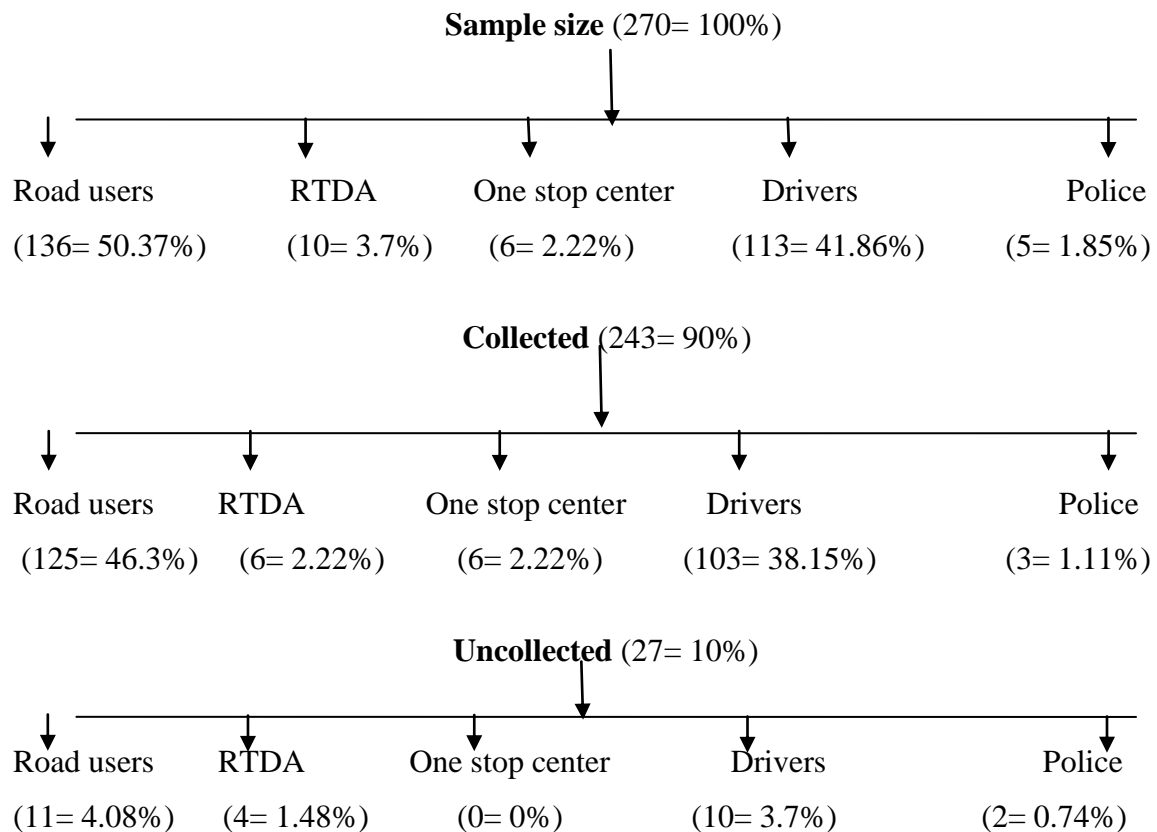 Sample size (270= 100%)
Road users RTDA One stop center Drivers Police
(136= 50.37%) (10= 3.7%) (6= 2.22%) (113= 41.86%) (5= 1.85%)
Collected (243= 90%)
Road users RTDA One stop center Drivers Police
(125= 46.3%) (6= 2.22%) (6= 2.22%) (103= 38.15%) (3= 1.11%)
Uncollected (27= 10%)
Road users RTDA One stop center Drivers Police
(11= 4.08%) (4= 1.48%) (0= 0%) (10= 3.7%) (2= 0.74%)